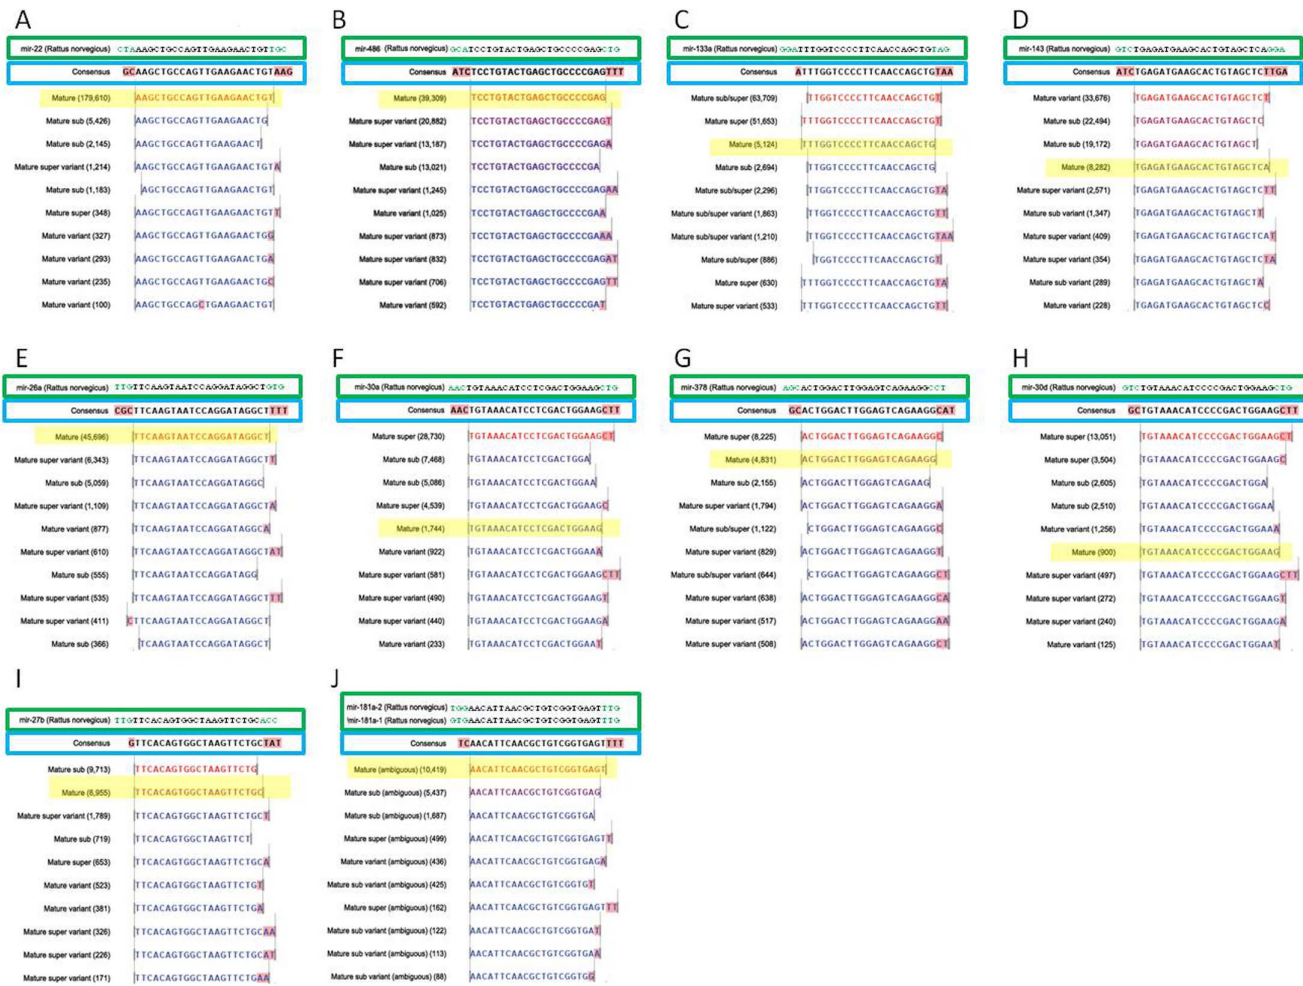 A
mir-22 (Rattus norvegicus) CTAAAGCTGCCAGTTGAAGAACTGTTGC
Consensus GCAAGCTGCCAGTTGAAGAACTGTAAG
Mature (179,610) AAGCTGCCAGTTGAAGAACTGT
Mature sub (5,426) AAGCTGCCAGTTGAAGAACTG
Mature sub (2,145) AAGCTGCCAGTTGAAGAACT
Mature super variant (1,214) AAGCTGCCAGTTGAAGAACTGTA
Mature sub (1,183) AGCTGCCAGTTGAAGAACTGT
Mature super (348) AAGCTGCCAGTTGAAGAACTGTT
Mature variant (327) AAGCTGCCAGTTGAAGAACTGG
Mature variant (293) AAGCTGCCAGTTGAAGAACTGA
Mature variant (235) AAGCTGCCAGTTGAAGAACTGC
Mature variant (100) AAGCTGCCAGCTGAAGAACTGT
B
mir-486 (Rattus norvegicus) GCATCCTGTACTGAGCTGCCCCGAGCTG
Consensus ATCTCCTGTACTGAGCTGCCCCGAGTTT
Mature (39,309) TCCTGTACTGAGCTGCCCCGAG
Mature super variant (20,882) TCCTGTACTGAGCTGCCCCGAGT
Mature super variant (13,187) TCCTGTACTGAGCTGCCCCGAGA
Mature sub (13,021) TCCTGTACTGAGCTGCCCCGA
Mature super variant (1,245) TCCTGTACTGAGCTGCCCCGAGAA
Mature variant (1,025) TCCTGTACTGAGCTGCCCCGAA
Mature super variant (873) TCCTGTACTGAGCTGCCCCGAAA
Mature super variant (832) TCCTGTACTGAGCTGCCCCGAGAT
Mature super variant (706) TCCTGTACTGAGCTGCCCCGAGTT
Mature variant (592) TCCTGTACTGAGCTGCCCCGAT
C
mir-133a (Rattus norvegicus) GGATTTGGTCCCCTTCAACCAGCTGTAG
Consensus ATTTGGTCCCCTTCAACCAGCTGTAA
Mature sub/super (63,709) TTGGTCCCCTTCAACCAGCTGT
Mature super (51,653) TTTGGTCCCCTTCAACCAGCTGT
Mature (5,124) TTTGGTCCCCTTCAACCAGCTG
Mature sub (2,694) TTGGTCCCCTTCAACCAGCTG
Mature sub/super (2,296) TTGGTCCCCTTCAACCAGCTGTA
Mature sub/super variant (1,863) TTGGTCCCCTTCAACCAGCTGTT
Mature sub/super variant (1,210) TTGGTCCCCTTCAACCAGCTGTAA
Mature sub/super (886) TGGTCCCCTTCAACCAGCTGT
Mature super (630) TTTGGTCCCCTTCAACCAGCTGTA
Mature super variant (533) TTTGGTCCCCTTCAACCAGCTGTT
D
mir-143 (Rattus norvegicus) GTCTGAGATGAAGCACTGTAGCTCAGGA
Consensus ATCTGAGATGAAGCACTGTAGCTCTTGA
Mature variant (33,676) TGAGATGAAGCACTGTAGCTCT
Mature sub (22,494) TGAGATGAAGCACTGTAGCTC
Mature sub (19,172) TGAGATGAAGCACTGTAGCT
Mature (8,282) TGAGATGAAGCACTGTAGCTCA
Mature super variant (2,571) TGAGATGAAGCACTGTAGCTCTT
Mature sub variant (1,347) TGAGATGAAGCACTGTAGCTT
Mature super variant (409) TGAGATGAAGCACTGTAGCTCAT
Mature super variant (354) TGAGATGAAGCACTGTAGCTCTA
Mature sub variant (289) TGAGATGAAGCACTGTAGCTA
Mature variant (228) TGAGATGAAGCACTGTAGCTCC
E
mir-26a (Rattus norvegicus) TTGTTCAAGTAATCCAGGATAGGCTGTG
Consensus CGCTTCAAGTAATCCAGGATAGGCTTTT
Mature (45,696) TTCAAGTAATCCAGGATAGGCT
Mature super variant (6,343) TTCAAGTAATCCAGGATAGGCTT
Mature sub (5,059) TTCAAGTAATCCAGGATAGGC
Mature super variant (1,109) TTCAAGTAATCCAGGATAGGCTA
Mature variant (877) TTCAAGTAATCCAGGATAGGCA
Mature super variant (610) TTCAAGTAATCCAGGATAGGCTAT
Mature sub (555) TTCAAGTAATCCAGGATAGG
Mature super variant (535) TTCAAGTAATCCAGGATAGGCTTT
Mature super variant (411) CTTCAAGTAATCCAGGATAGGCT
Mature sub (366) TCAAGTAATCCAGGATAGGCT
F
mir-30a (Rattus norvegicus) AACTGTAAACATCCTCGACTGGAAGCTG
Consensus AACTGTAAACATCCTCGACTGGAAGCTT
Mature super (28,730) TGTAAACATCCTCGACTGGAAGCT
Mature sub (7,468) TGTAAACATCCTCGACTGGA
Mature sub (5,086) TGTAAACATCCTCGACTGGAA
Mature super (4,539) TGTAAACATCCTCGACTGGAAGC
Mature (1,744) TGTAAACATCCTCGACTGGAAG
Mature variant (922) TGTAAACATCCTCGACTGGAAA
Mature super variant (581) TGTAAACATCCTCGACTGGAAGCTT
Mature super variant (490) TGTAAACATCCTCGACTGGAAGT
Mature super variant (440) TGTAAACATCCTCGACTGGAAGA
Mature variant (233) TGTAAACATCCTCGACTGGAAT
G
mir-378 (Rattus norvegicus) AGCACTGGACTTGGAGTCAGAAGGCCT
Consensus GCACTGGACTTGGAGTCAGAAGGCAT
Mature super (8,225) ACTGGACTTGGAGTCAGAAGGC
Mature (4,831) ACTGGACTTGGAGTCAGAAGG
Mature sub (2,155) ACTGGACTTGGAGTCAGAAG
Mature super variant (1,794) ACTGGACTTGGAGTCAGAAGGA
Mature sub/super (1,122) CTGGACTTGGAGTCAGAAGGC
Mature super variant (829) ACTGGACTTGGAGTCAGAAGGT
Mature sub/super variant (644) CTGGACTTGGAGTCAGAAGGCT
Mature super variant (638) ACTGGACTTGGAGTCAGAAGGCA
Mature super variant (517) ACTGGACTTGGAGTCAGAAGGAA
Mature super variant (508) ACTGGACTTGGAGTCAGAAGGCT
H
mir-30d (Rattus norvegicus) GTCTGTAAACATCCCCGACTGGAAGCTG
Consensus GCTGTAAACATCCCCGACTGGAAGCTT
Mature super (13,051) TGTAAACATCCCCGACTGGAAGCT
Mature super (3,504) TGTAAACATCCCCGACTGGAAGC
Mature sub (2,605) TGTAAACATCCCCGACTGGA
Mature sub (2,510) TGTAAACATCCCCGACTGGAA
Mature variant (1,256) TGTAAACATCCCCGACTGGAAA
Mature (900) TGTAAACATCCCCGACTGGAAG
Mature super variant (497) TGTAAACATCCCCGACTGGAAGCTT
Mature super variant (272) TGTAAACATCCCCGACTGGAAGT
Mature super variant (240) TGTAAACATCCCCGACTGGAAGA
Mature variant (125) TGTAAACATCCCCGACTGGAAT
I
mir-27b (Rattus norvegicus) TTGTTCACAGTGGCTAAGTTCTGCACC
Consensus GTTCACAGTGGCTAAGTTCTGCTAT
Mature sub (9,713) TTCACAGTGGCTAAGTTCTG
Mature (6,955) TTCACAGTGGCTAAGTTCTGC
Mature super variant (1,789) TTCACAGTGGCTAAGTTCTGCT
Mature sub (719) TTCACAGTGGCTAAGTTCT
Mature super (653) TTCACAGTGGCTAAGTTCTGCA
Mature variant (523) TTCACAGTGGCTAAGTTCTGT
Mature variant (381) TTCACAGTGGCTAAGTTCTGA
Mature super variant (326) TTCACAGTGGCTAAGTTCTGCAA
Mature super variant (226) TTCACAGTGGCTAAGTTCTGCAT
Mature super variant (171) TTCACAGTGGCTAAGTTCTGAA
J
mir-181a-2 (Rattus norvegicus) TGGAACATTCAACGCTGTCGGTGAGTTTG
mir-181a-1 (Rattus norvegicus) GTGAACATTCAACGCTGTCGGTGAGTTTG
Consensus TCAACATTCAACGCTGTCGGTGAGTTTT
Mature (ambiguous) (10,419) AACATTCAACGCTGTCGGTGAGT
Mature sub (ambiguous) (5,437) AACATTCAACGCTGTCGGTGAG
Mature sub (ambiguous) (1,687) AACATTCAACGCTGTCGGTGA
Mature super (ambiguous) (499) AACATTCAACGCTGTCGGTGAGTT
Mature variant (ambiguous) (436) AACATTCAACGCTGTCGGTGAGA
Mature sub variant (ambiguous) (425) AACATTCAACGCTGTCGGTGT
Mature super (ambiguous) (162) AACATTCAACGCTGTCGGTGAGTTT
Mature sub variant (ambiguous) (122) AACATTCAACGCTGTCGGTGAT
Mature sub variant (ambiguous) (113) AACATTCAACGCTGTCGGTGAA
Mature sub variant (ambiguous) (88) AACATTCAACGCTGTCGGTGG